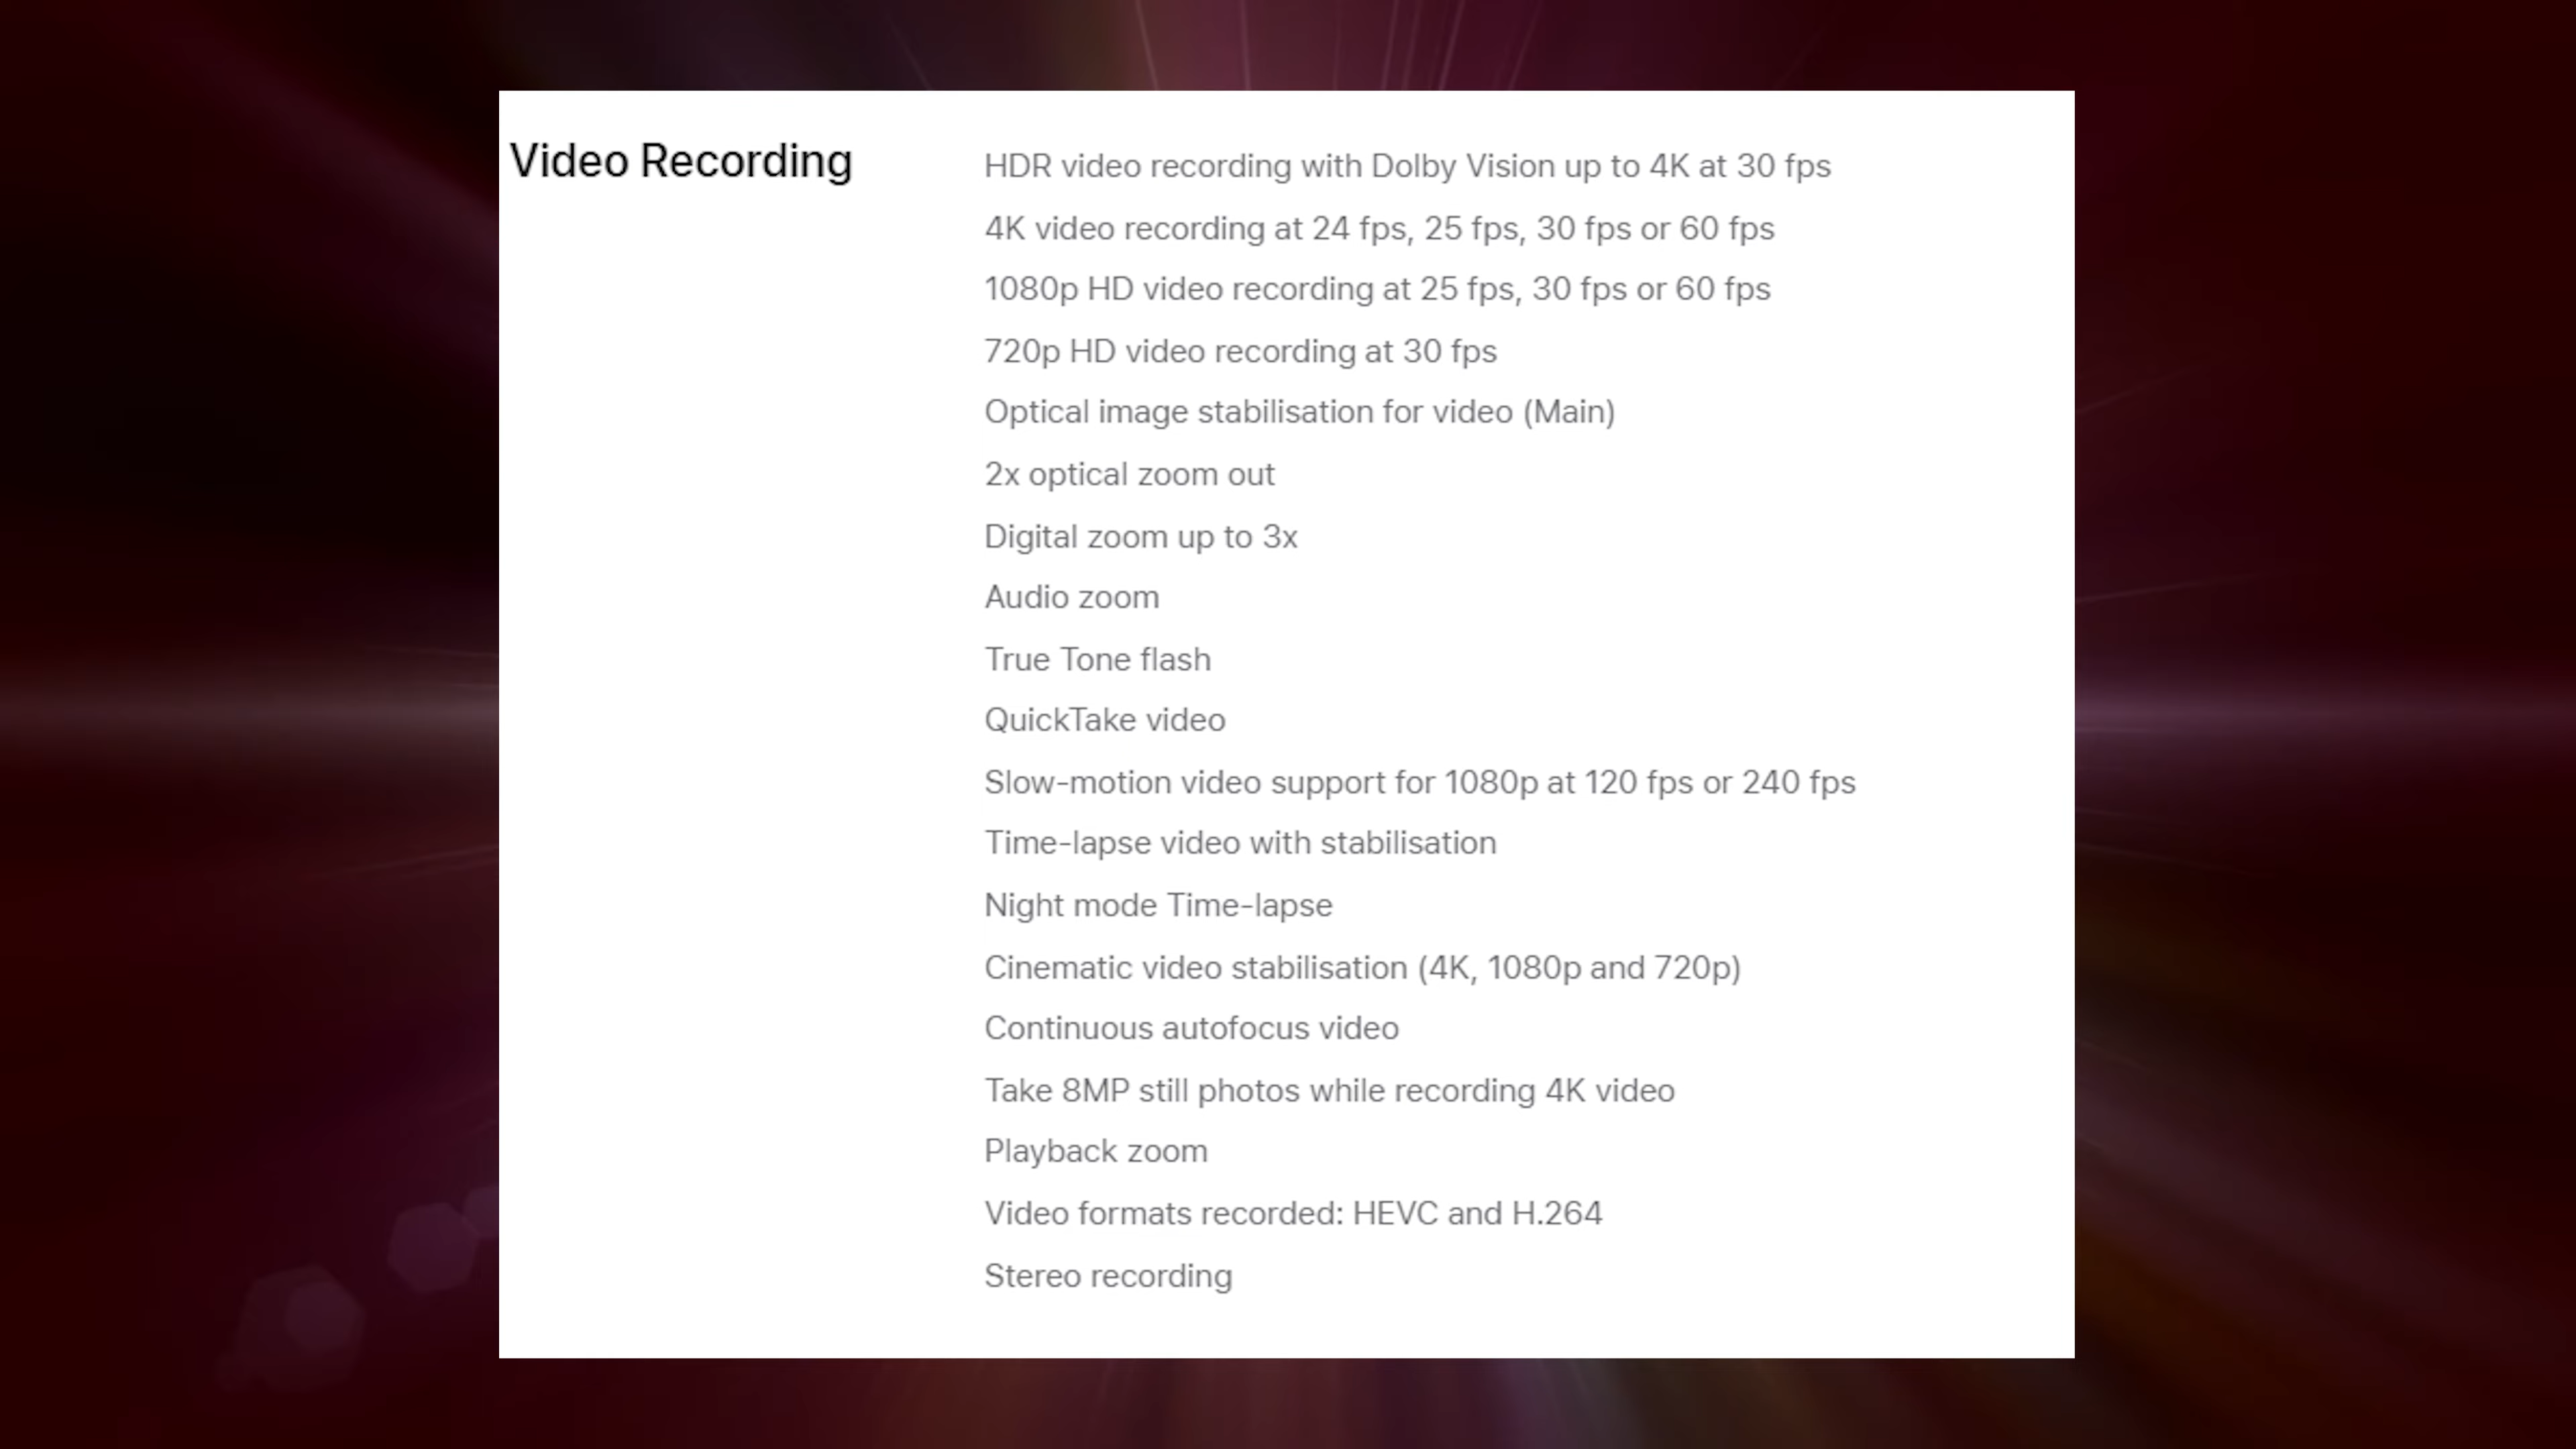 Video Recording
HDR video recording with Dolby Vision up to 4K at 30 fps
4K video recording at 24 fps, 25 fps, 30 fps or 60 fps
1080p HD video recording at 25 fps, 30 fps or 60 fps
720p HD video recording at 30 fps
Optical image stabilisation for video (Main)
2x optical zoom out
Digital zoom up to 3x
Audio zoom
True Tone flash
QuickTake video
Slow-motion video support for 1080p at 120 fps or 240 fps
Time-lapse video with stabilisation
Night mode Time-lapse
Cinematic video stabilisation (4K, 1080p and 720p)
Continuous autofocus video
Take 8MP still photos while recording 4K video
Playback zoom
Video formats recorded: HEVC and H.264
Stereo recording